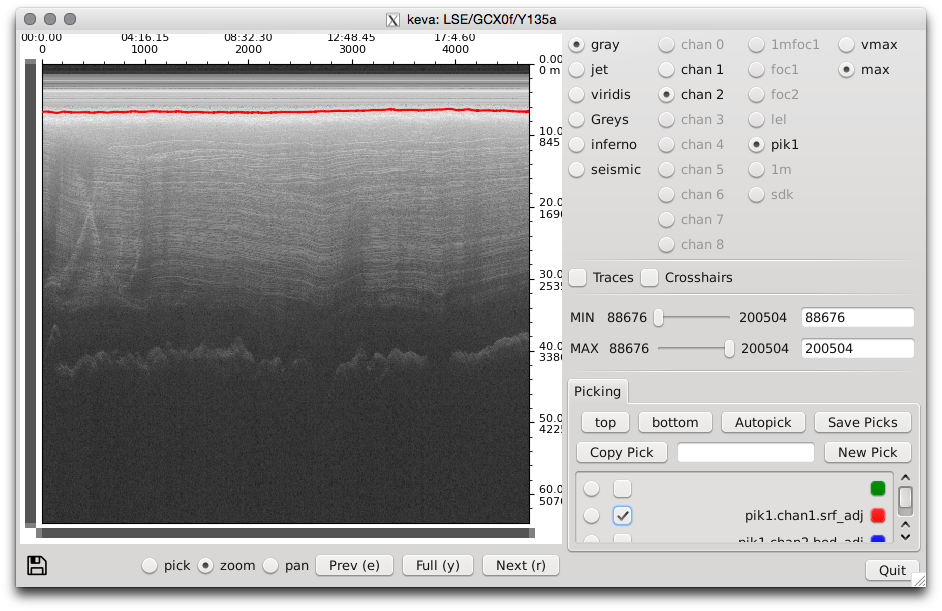 keva: LSE/GCX0f/Y135a
00:0.00 04:16.15 08:32.30 12:48.45 17:4.60
0 1000 2000 3000 4000
0.00
0 m
10.0
845
20.0
1690
30.0
2535
40.0
3380
50.0
4225
60.0
5070
gray chan 0 1mfoc1 vmax
jet chan 1 foc1 max
viridis chan 2 foc2
Greys chan 3 lel
inferno chan 4 pik1
seismic chan 5 1m
chan 6 sdk
chan 7
chan 8
Traces Crosshairs
MIN 88676 200504 88676
MAX 88676 200504 200504
Picking
top bottom Autopick Save Picks
Copy Pick New Pick
pik1.chan1.srf_adj
pik1.chan2.bed_adj
pick zoom pan Prev (e) Full (y) Next (r) Quit